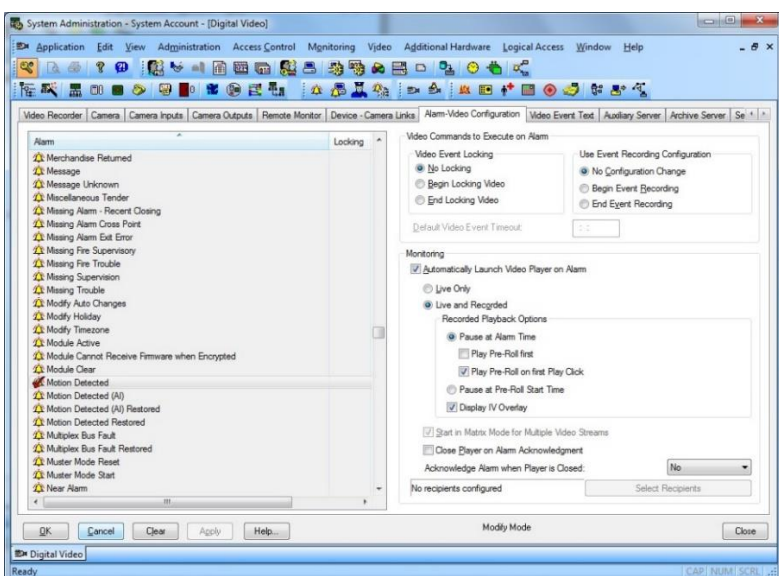 System Administration - System Account - [Digital Video]
Application Edit View Administration Access Control Monitoring Video Additional Hardware Logical Access Window Help
Video Recorder Camera Camera Inputs Camera Outputs Remote Monitor Device - Camera Links Alarm-Video Configuration Video Event Text Auxiliary Server Archive Server Se
Alarm Locking
Merchandise Returned
Message
Message Unknown
Miscellaneous Tender
Missing Alarm - Recent Closing
Missing Alarm Cross Point
Missing Alarm Exit Error
Missing Fire Supervisory
Missing Fire Trouble
Missing Supervision
Missing Trouble
Modify Auto Changes
Modify Holiday
Modify Timezone
Module Active
Module Cannot Receive Firmware when Encrypted
Module Clear
Motion Detected
Motion Detected (AI)
Motion Detected (AI) Restored
Motion Detected Restored
Multiplex Bus Fault
Multiplex Bus Fault Restored
Muster Mode Reset
Muster Mode Start
Near Alarm
Video Commands to Execute on Alarm
Video Event Locking
No Locking
Begin Locking Video
End Locking Video
Use Event Recording Configuration
No Configuration Change
Begin Event Recording
End Event Recording
Default Video Event Timeout: : :
Monitoring
Automatically Launch Video Player on Alarm
Live Only
Live and Recorded
Recorded Playback Options
Pause at Alarm Time
Play Pre-Roll first
Play Pre-Roll on first Play Click
Pause at Pre-Roll Start Time
Display IV Overlay
Start in Matrix Mode for Multiple Video Streams
Close Player on Alarm Acknowledgment
Acknowledge Alarm when Player is Closed: No
No recipients configured Select Recipients
OK Cancel Clear Apply Help... Modify Mode Close
Digital Video
Ready CAP NUM SCRL